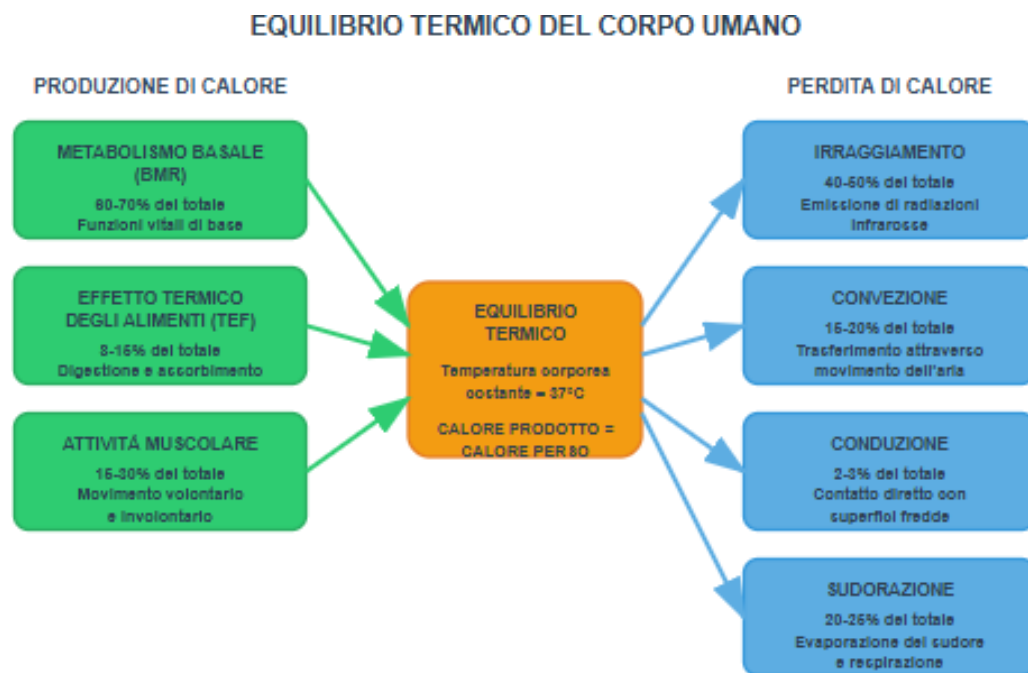 EQUILIBRIO TERMICO DEL CORPO UMANO
PRODUZIONE DI CALORE
METABOLISMO BASALE
(BMR)
60-70% del totale
Funzioni vitali di base
EFFETTO TERMICO
DEGLI ALIMENTI (TEF)
8-15% del totale
Digestione e assorbimento
ATTIVITÁ MUSCOLARE
15-30% del totale
Movimento volontario
e involontario
EQUILIBRIO
TERMICO
Temperatura corporea
costante = 37°C
CALORE PRODOTTO =
CALORE PERSO
PERDITA DI CALORE
IRRAGGIAMENTO
40-50% del totale
Emissione di radiazioni
infrarosse
CONVEZIONE
15-20% del totale
Trasferimento attraverso
movimento dell'aria
CONDUZIONE
2-3% del totale
Contatto diretto con
superfici fredde
SUDORAZIONE
20-25% del totale
Evaporazione del sudore
e respirazione